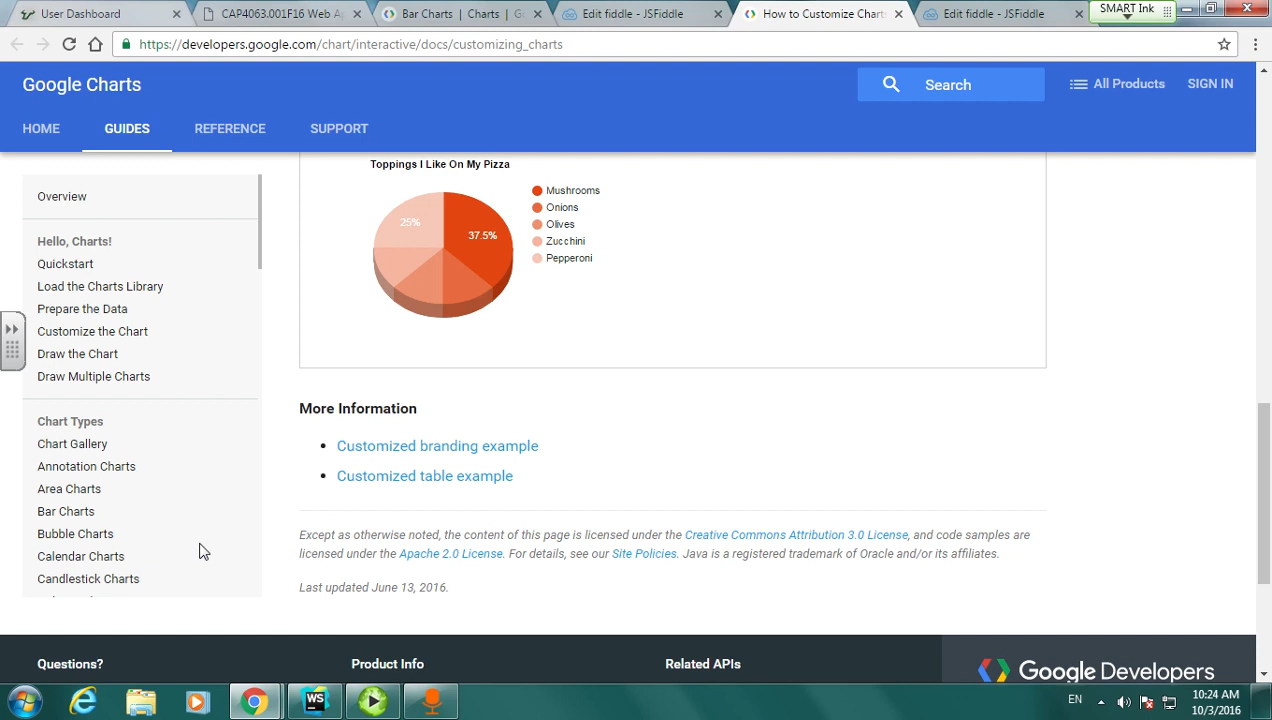 User Dashboard
CAP4063.001F16 Web A
Bar Charts | Charts | G
Edit fiddle - JSFiddle
How to Customize Chart
Edit fiddle - JSFiddle
SMART Ink
https://developers.google.com/chart/interactive/docs/customizing_charts
Google Charts
Search
All Products
SIGN IN
HOME
GUIDES
REFERENCE
SUPPORT
Overview
Hello, Charts!
Quickstart
Load the Charts Library
Prepare the Data
Customize the Chart
Draw the Chart
Draw Multiple Charts
Chart Types
Chart Gallery
Annotation Charts
Area Charts
Bar Charts
Bubble Charts
Calendar Charts
Candlestick Charts
Toppings I Like On My Pizza
25%
37.5%
Mushrooms
Onions
Olives
Zucchini
Pepperoni
More Information
Customized branding example
Customized table example
Except as otherwise noted, the content of this page is licensed under the Creative Commons Attribution 3.0 License, and code samples are
licensed under the Apache 2.0 License. For details, see our Site Policies. Java is a registered trademark of Oracle and/or its affiliates.
Last updated June 13, 2016.
Questions?
Product Info
Related APIs
Google Developers
WS
EN
10:24 AM
10/3/2016